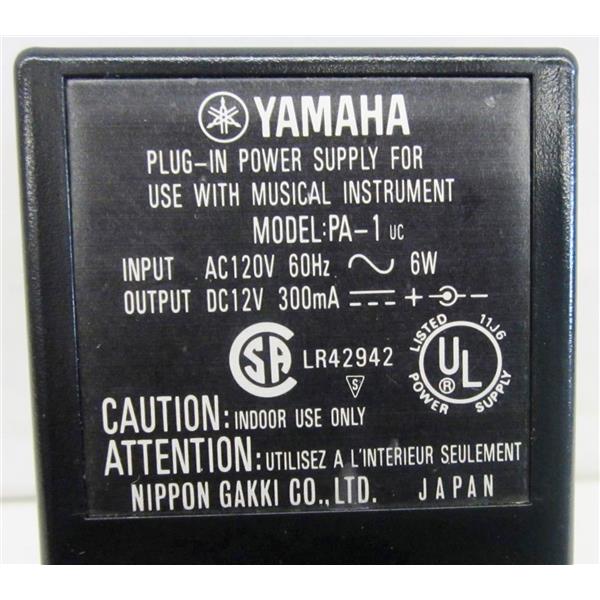 YAMAHA
PLUG-IN POWER SUPPLY FOR
USE WITH MUSICAL INSTRUMENT
MODEL:PA-1 UC
INPUT AC120V 60Hz ∼ 6W
OUTPUT DC12V 300mA ⎓ + -
SA LR42942
S
LISTED 11J6
UL
®
POWER SUPPLY
CAUTION: INDOOR USE ONLY
ATTENTION: UTILISEZ A L'INTERIEUR SEULEMENT
NIPPON GAKKI CO., LTD. JAPAN